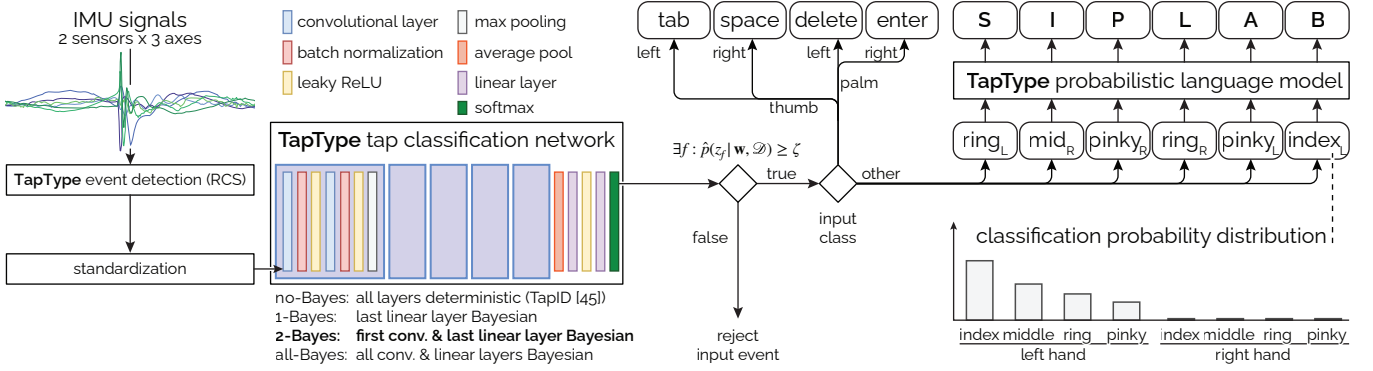 IMU signals
2 sensors x 3 axes
TapType event detection (RCS)
standardization
convolutional layer
batch normalization
leaky ReLU
max pooling
average pool
linear layer
softmax
TapType tap classification network
no-Bayes: all layers deterministic (TapID [45])
1-Bayes: last linear layer Bayesian
2-Bayes: first conv. & last linear layer Bayesian
all-Bayes: all conv. & linear layers Bayesian
∃f : p̂(z_f | w, 𝒟) ≥ ζ
true
false
reject
input event
input
class
other
tab space delete enter
left right left right
thumb
palm
S I P L A B
TapType probabilistic language model
ring_L mid_R pinky_R ring_R pinky_L index_L
classification probability distribution
index middle ring pinky index middle ring pinky
left hand right hand